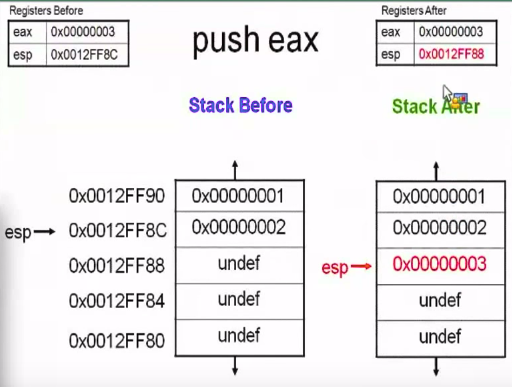 Registers Before
eax 0x00000003
esp 0x0012FF8C
push eax
Registers After
eax 0x00000003
esp 0x0012FF88
Stack Before
Stack After
0x0012FF90 0x00000001 0x00000001
esp 0x0012FF8C 0x00000002 0x00000002
0x0012FF88 undef esp 0x00000003
0x0012FF84 undef undef
0x0012FF80 undef undef